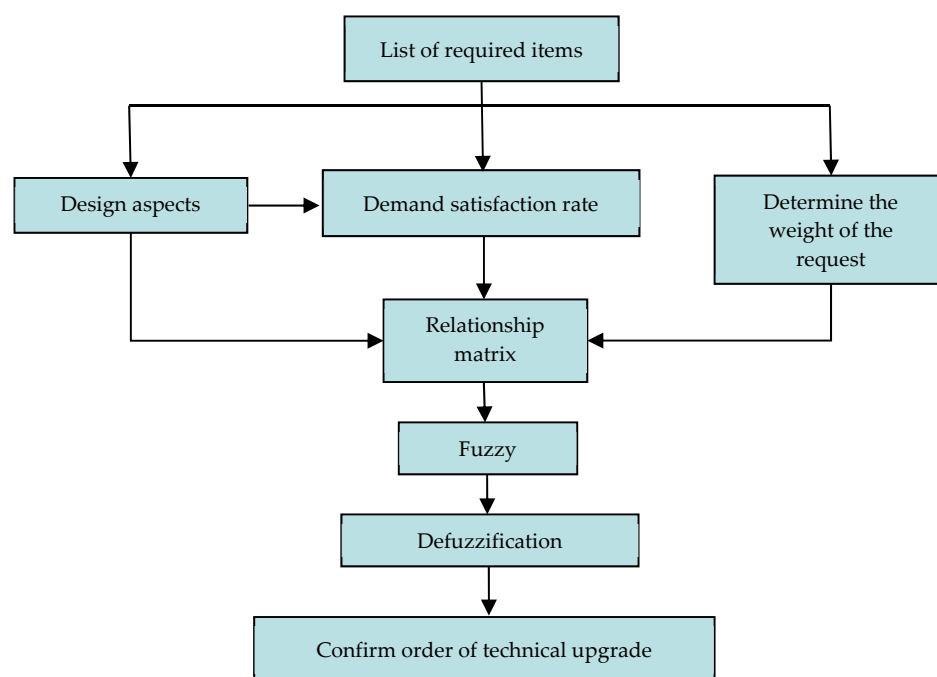 List of required items
Design aspects
Demand satisfaction rate
Determine the
weight of the
request
Relationship
matrix
Fuzzy
Defuzzification
Confirm order of technical upgrade